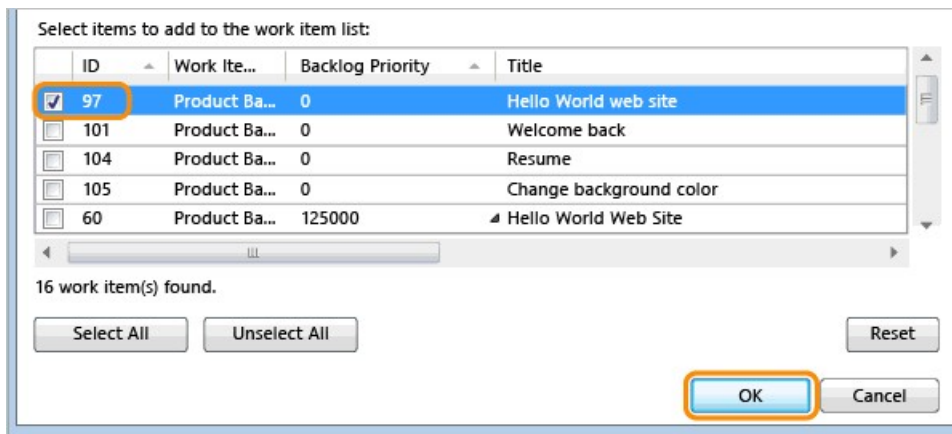 Select items to add to the work item list:
ID Work Ite... Backlog Priority Title
97 Product Ba... 0 Hello World web site
101 Product Ba... 0 Welcome back
104 Product Ba... 0 Resume
105 Product Ba... 0 Change background color
60 Product Ba... 125000 Hello World Web Site
16 work item(s) found.
Select All Unselect All Reset
OK Cancel